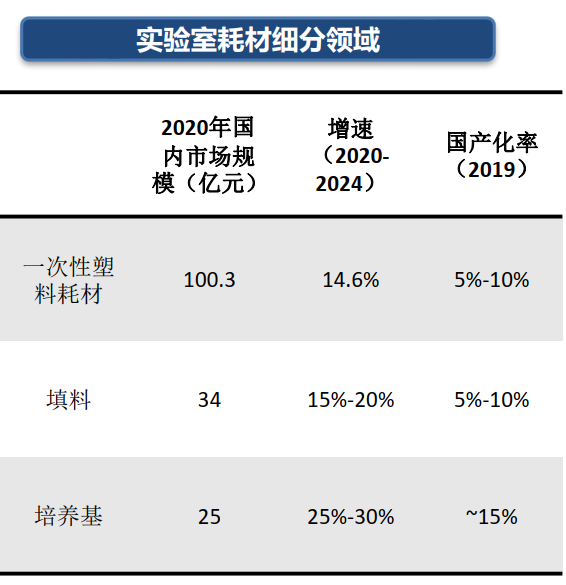 实验室耗材细分领域
2020年国
内市场规
模（亿元）
增速
（2020-
2024）
国产化率
（2019）
一次性塑
料耗材
100.3
14.6%
5%-10%
填料
34
15%-20%
5%-10%
培养基
25
25%-30%
~15%